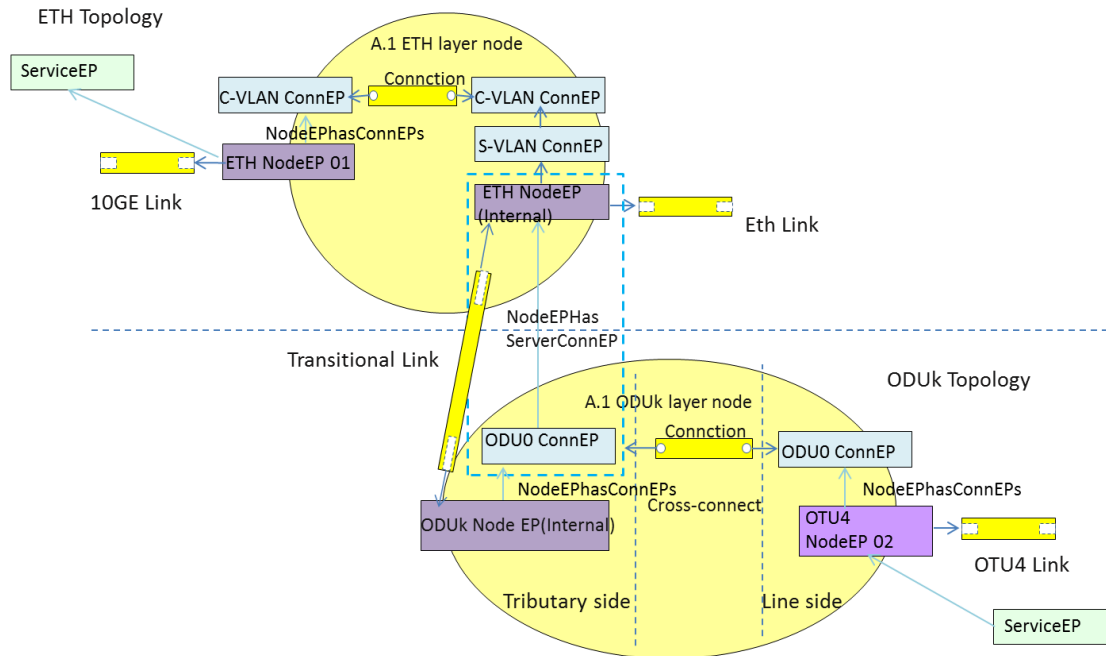 ETH Topology
ServiceEP
A.1 ETH layer node
Connction
C-VLAN ConnEP
C-VLAN ConnEP
NodeEPhasConnEPs
S-VLAN ConnEP
ETH NodeEP 01
10GE Link
ETH NodeEP
(Internal)
Eth Link
NodeEPHas
ServerConnEP
Transitional Link
ODUk Topology
A.1 ODUk layer node
Connction
ODU0 ConnEP
ODU0 ConnEP
NodeEPhasConnEPs
NodeEPhasConnEPs
Cross-connect
ODUk Node EP(Internal)
OTU4
NodeEP 02
OTU4 Link
Tributary side
Line side
ServiceEP